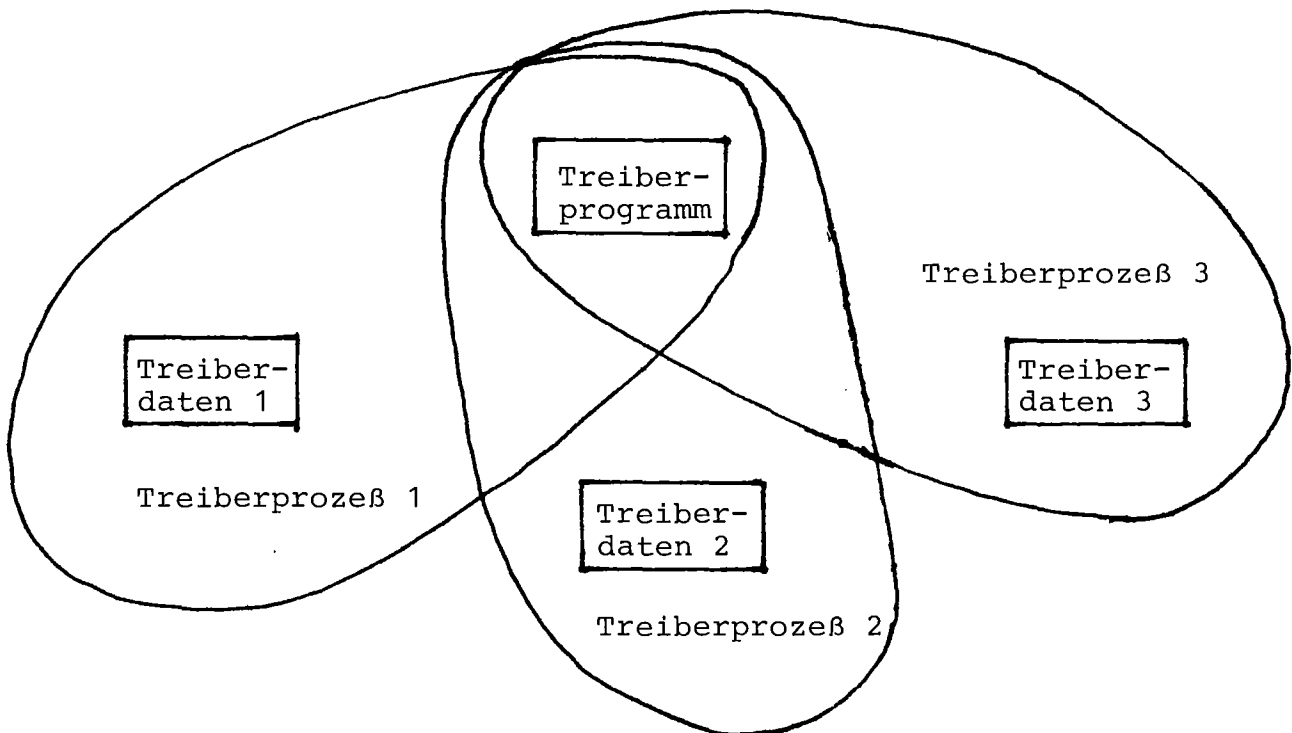 Treiber-
programm
Treiberprozeß 3
Treiber-
daten 1
Treiber-
daten 3
Treiberprozeß 1
Treiber-
daten 2
Treiberprozeß 2